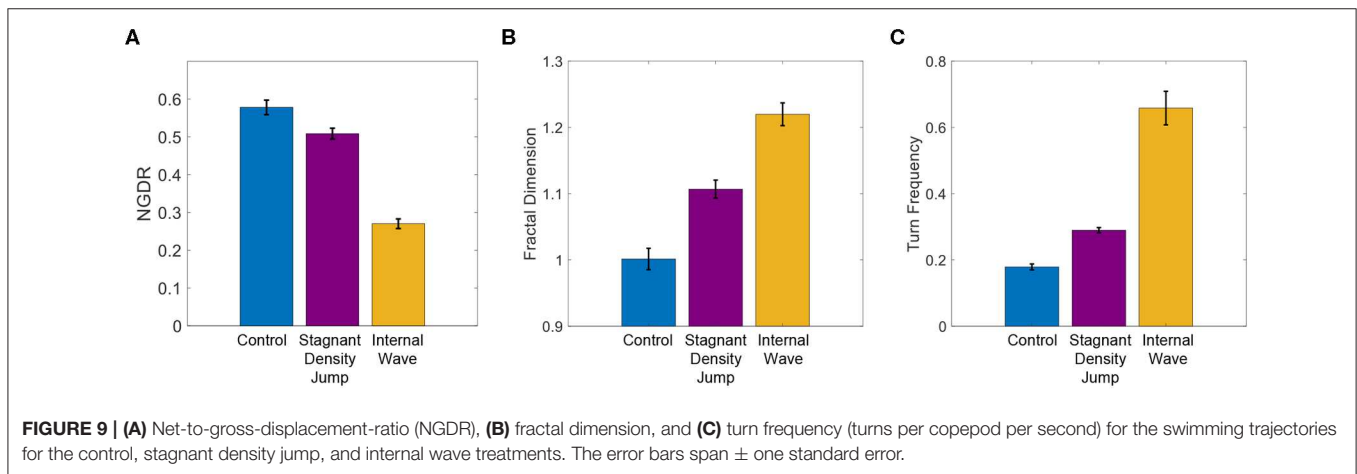 A
B
C
NGDR
0.6
0.5
0.4
0.3
0.2
0.1
0
Control
Stagnant
Density
Jump
Internal
Wave
Fractal Dimension
1.3
1.2
1.1
1
0.9
Control
Stagnant
Density
Jump
Internal
Wave
Turn Frequency
0.8
0.6
0.4
0.2
0
Control
Stagnant
Density
Jump
Internal
Wave
FIGURE 9 | (A) Net-to-gross-displacement-ratio (NGDR), (B) fractal dimension, and (C) turn frequency (turns per copepod per second) for the swimming trajectories
for the control, stagnant density jump, and internal wave treatments. The error bars span ± one standard error.